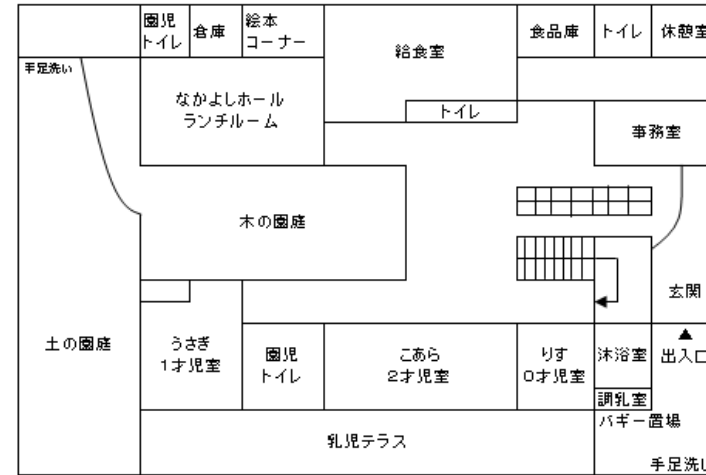 園児
トイレ
倉庫
絵本
コーナー
給食室
食品庫
トイレ
休憩室
手足洗い
なかよしホール
ランチルーム
トイレ
事務室
木の園庭
玄関
土の園庭
うさぎ
1才児室
園児
トイレ
こあら
2才児室
りす
0才児室
沐浴室
出入口
調乳室
バギー置場
乳児テラス
手足洗い